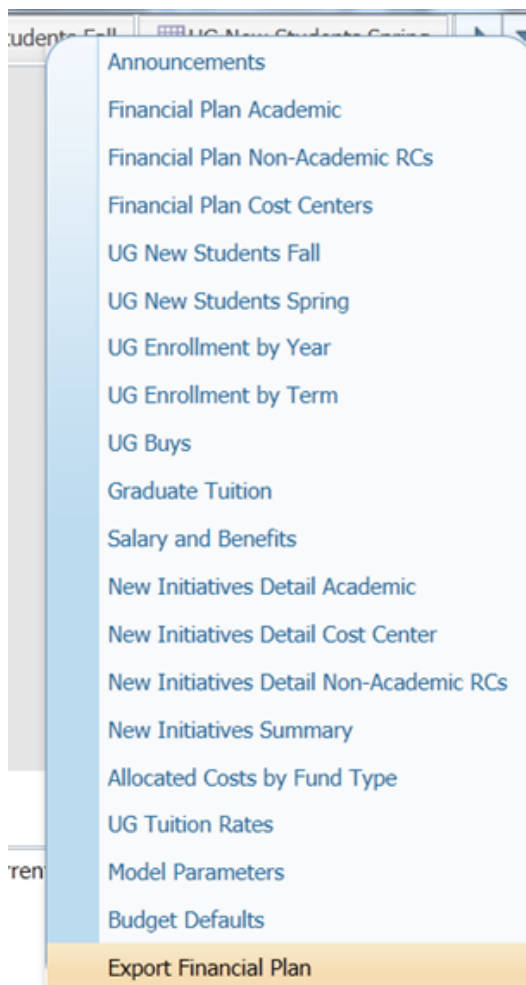 Announcements
Financial Plan Academic
Financial Plan Non-Academic RCs
Financial Plan Cost Centers
UG New Students Fall
UG New Students Spring
UG Enrollment by Year
UG Enrollment by Term
UG Buys
Graduate Tuition
Salary and Benefits
New Initiatives Detail Academic
New Initiatives Detail Cost Center
New Initiatives Detail Non-Academic RCs
New Initiatives Summary
Allocated Costs by Fund Type
UG Tuition Rates
Model Parameters
Budget Defaults
Export Financial Plan